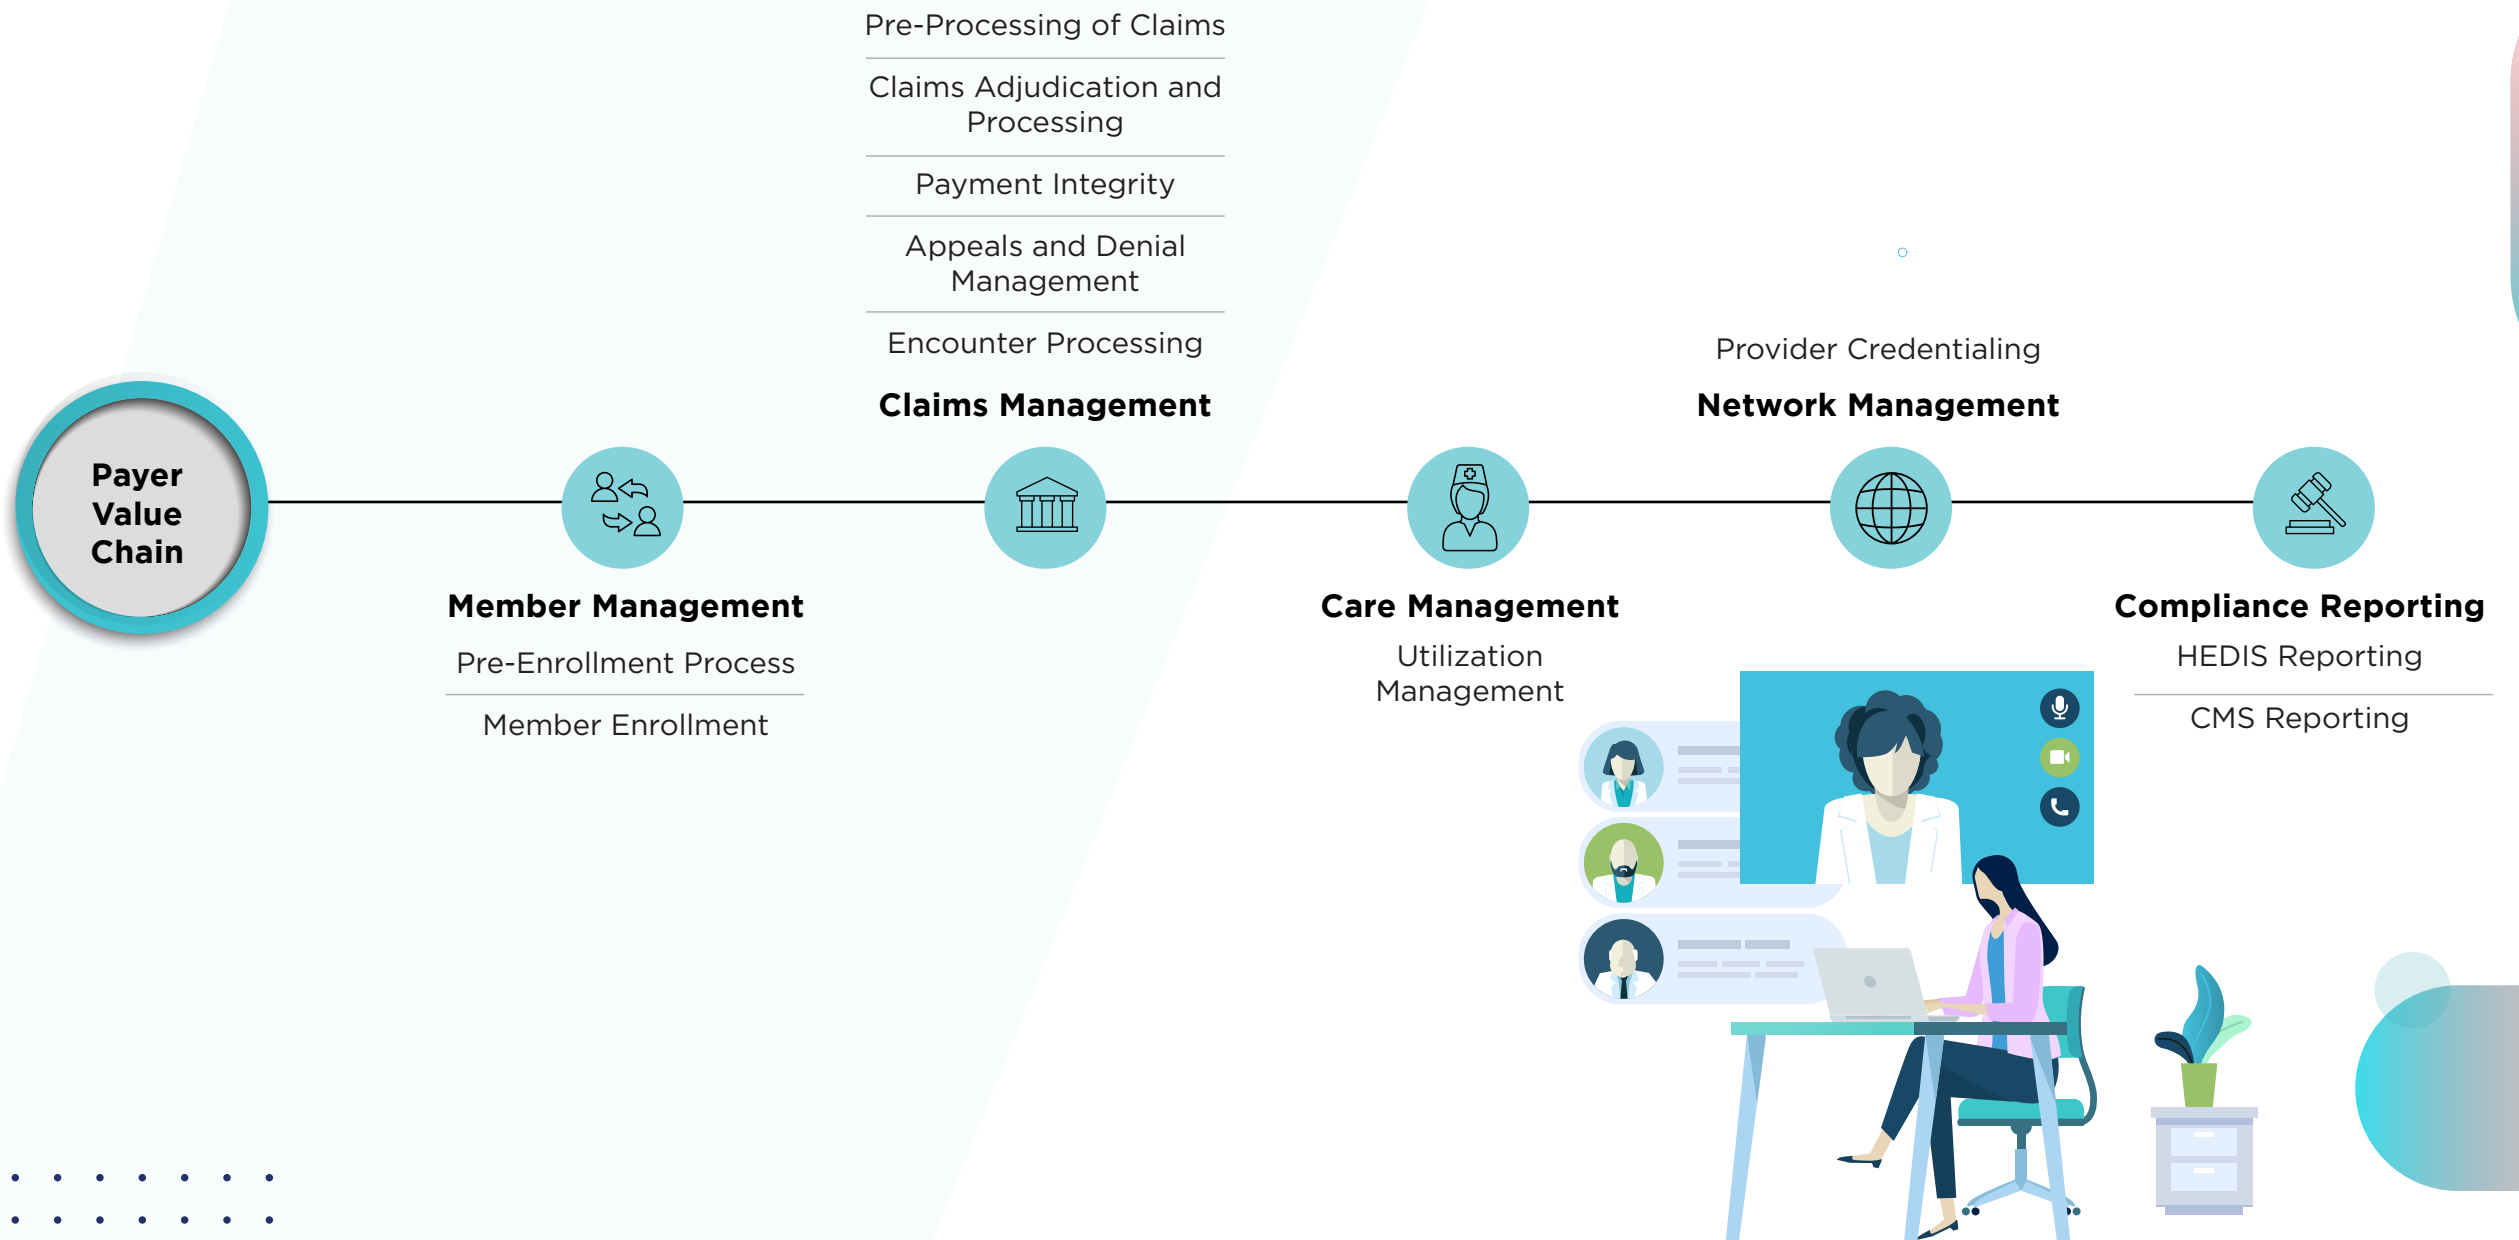 Payer
Value
Chain
Member Management
Pre-Enrollment Process
Member Enrollment
Pre-Processing of Claims
Claims Adjudication and
Processing
Payment Integrity
Appeals and Denial
Management
Encounter Processing
Claims Management
Care Management
Utilization
Management
Provider Credentialing
Network Management
Compliance Reporting
HEDIS Reporting
CMS Reporting